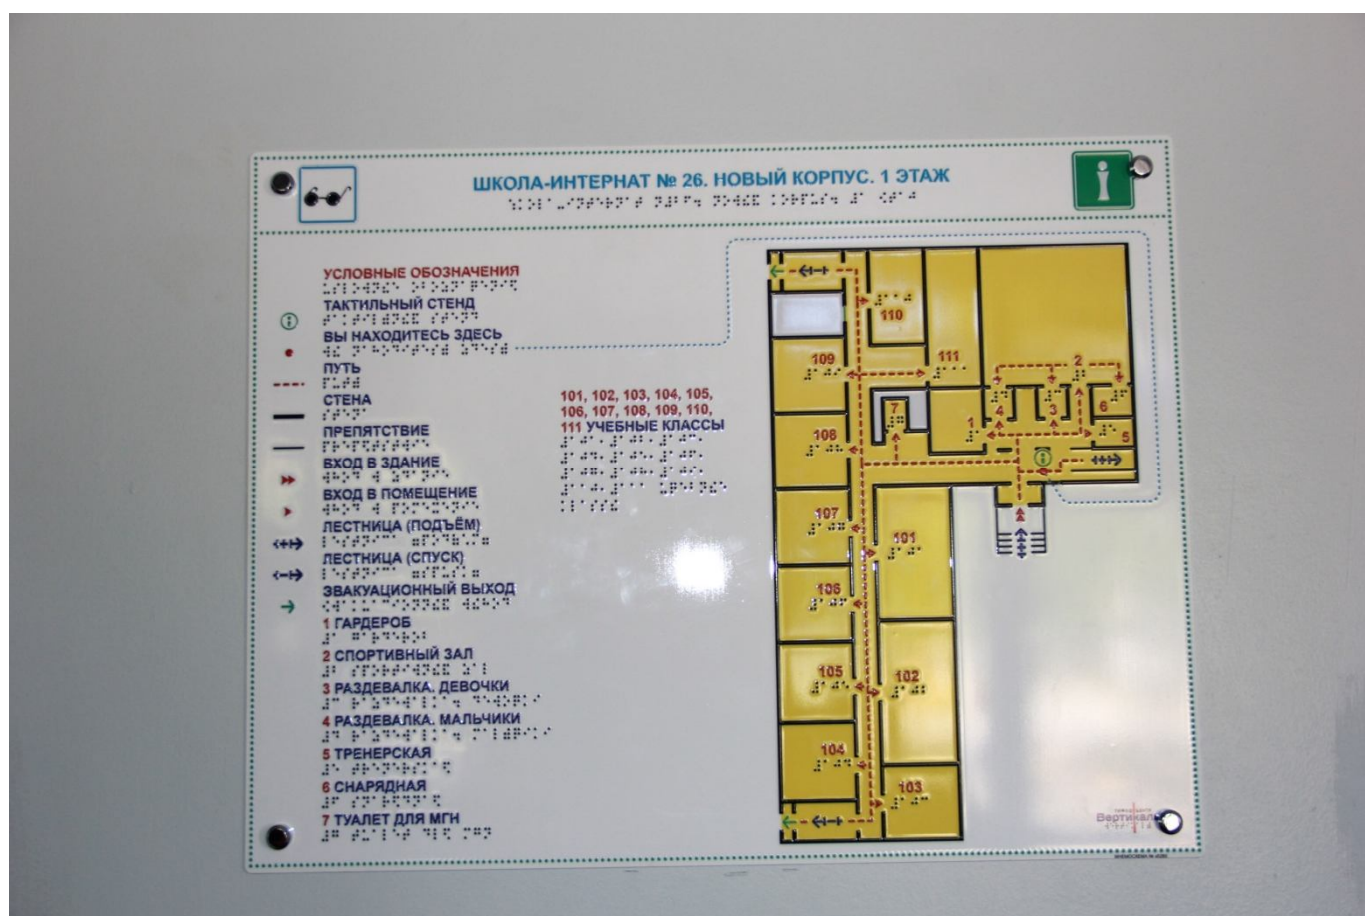 ШКОЛА-ИНТЕРНАТ № 26. НОВЫЙ КОРПУС. 1 ЭТАЖ
УСЛОВНЫЕ ОБОЗНАЧЕНИЯ
ТАКТИЛЬНЫЙ СТЕНД
ВЫ НАХОДИТЕСЬ ЗДЕСЬ
ПУТЬ
СТЕНА
ПРЕПЯТСТВИЕ
ВХОД В ЗДАНИЕ
ВХОД В ПОМЕЩЕНИЕ
ЛЕСТНИЦА (ПОДЪЁМ)
ЛЕСТНИЦА (СПУСК)
ЭВАКУАЦИОННЫЙ ВЫХОД
1 ГАРДЕРОБ
2 СПОРТИВНЫЙ ЗАЛ
3 РАЗДЕВАЛКА. ДЕВОЧКИ
4 РАЗДЕВАЛКА. МАЛЬЧИКИ
5 ТРЕНЕРСКАЯ
6 СНАРЯДНАЯ
7 ТУАЛЕТ ДЛЯ МГН
101, 102, 103, 104, 105,
106, 107, 108, 109, 110,
111 УЧЕБНЫЕ КЛАССЫ
110
109
111
2
7
1
4
3
6
5
108
107
101
106
105
102
104
103
Вертикаль